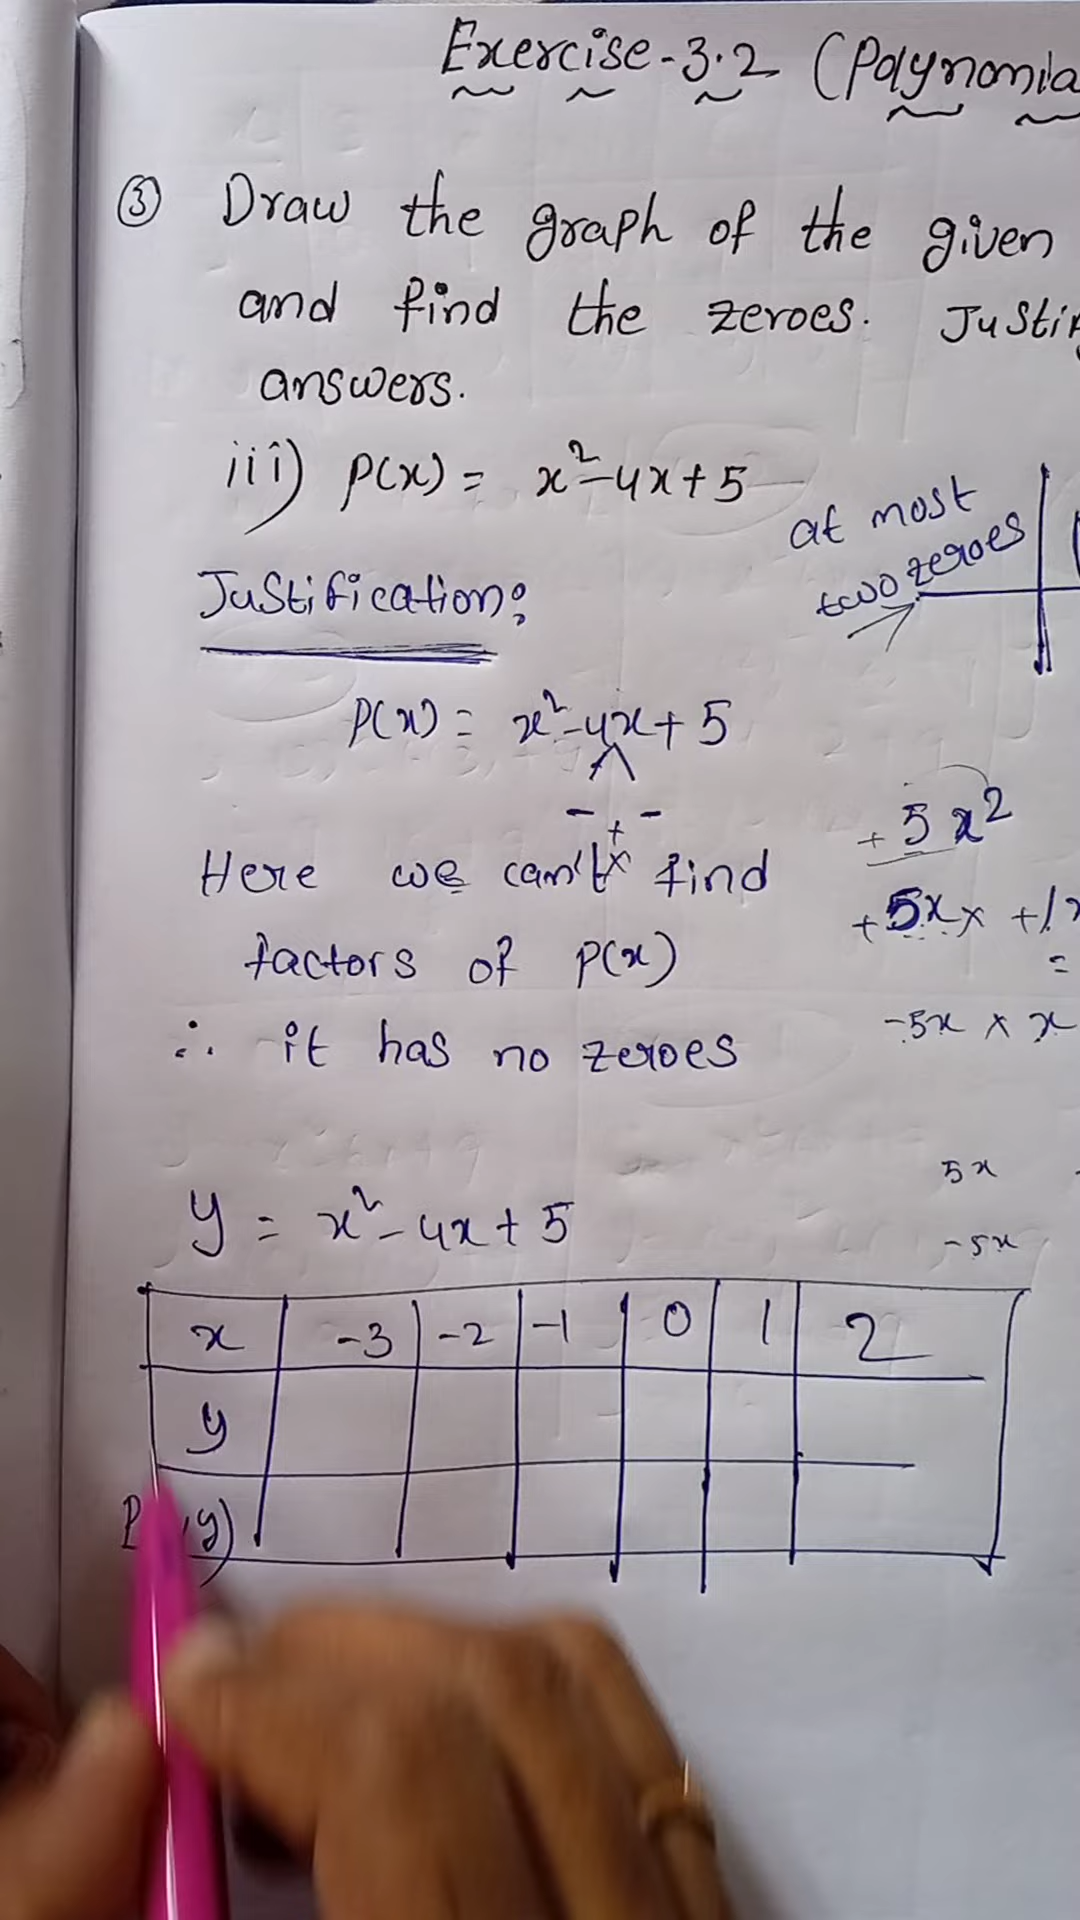 Exercise-3.2 (Polynomia
③ Draw the graph of the given
and find the zeroes. Justif
answers.
iii) P(x) = x²-4x+5
at most
two zeroes
Justification:
P(x) = x²-4x+5
- + -
x
+ 5x²
Here we can't find
+5x x +1x
factors of P(x)
=
-5x × x
∴ it has no zeroes
5x
y = x²-4x+5
-5x
x -3 -2 -1 0 1 2
y
P y)